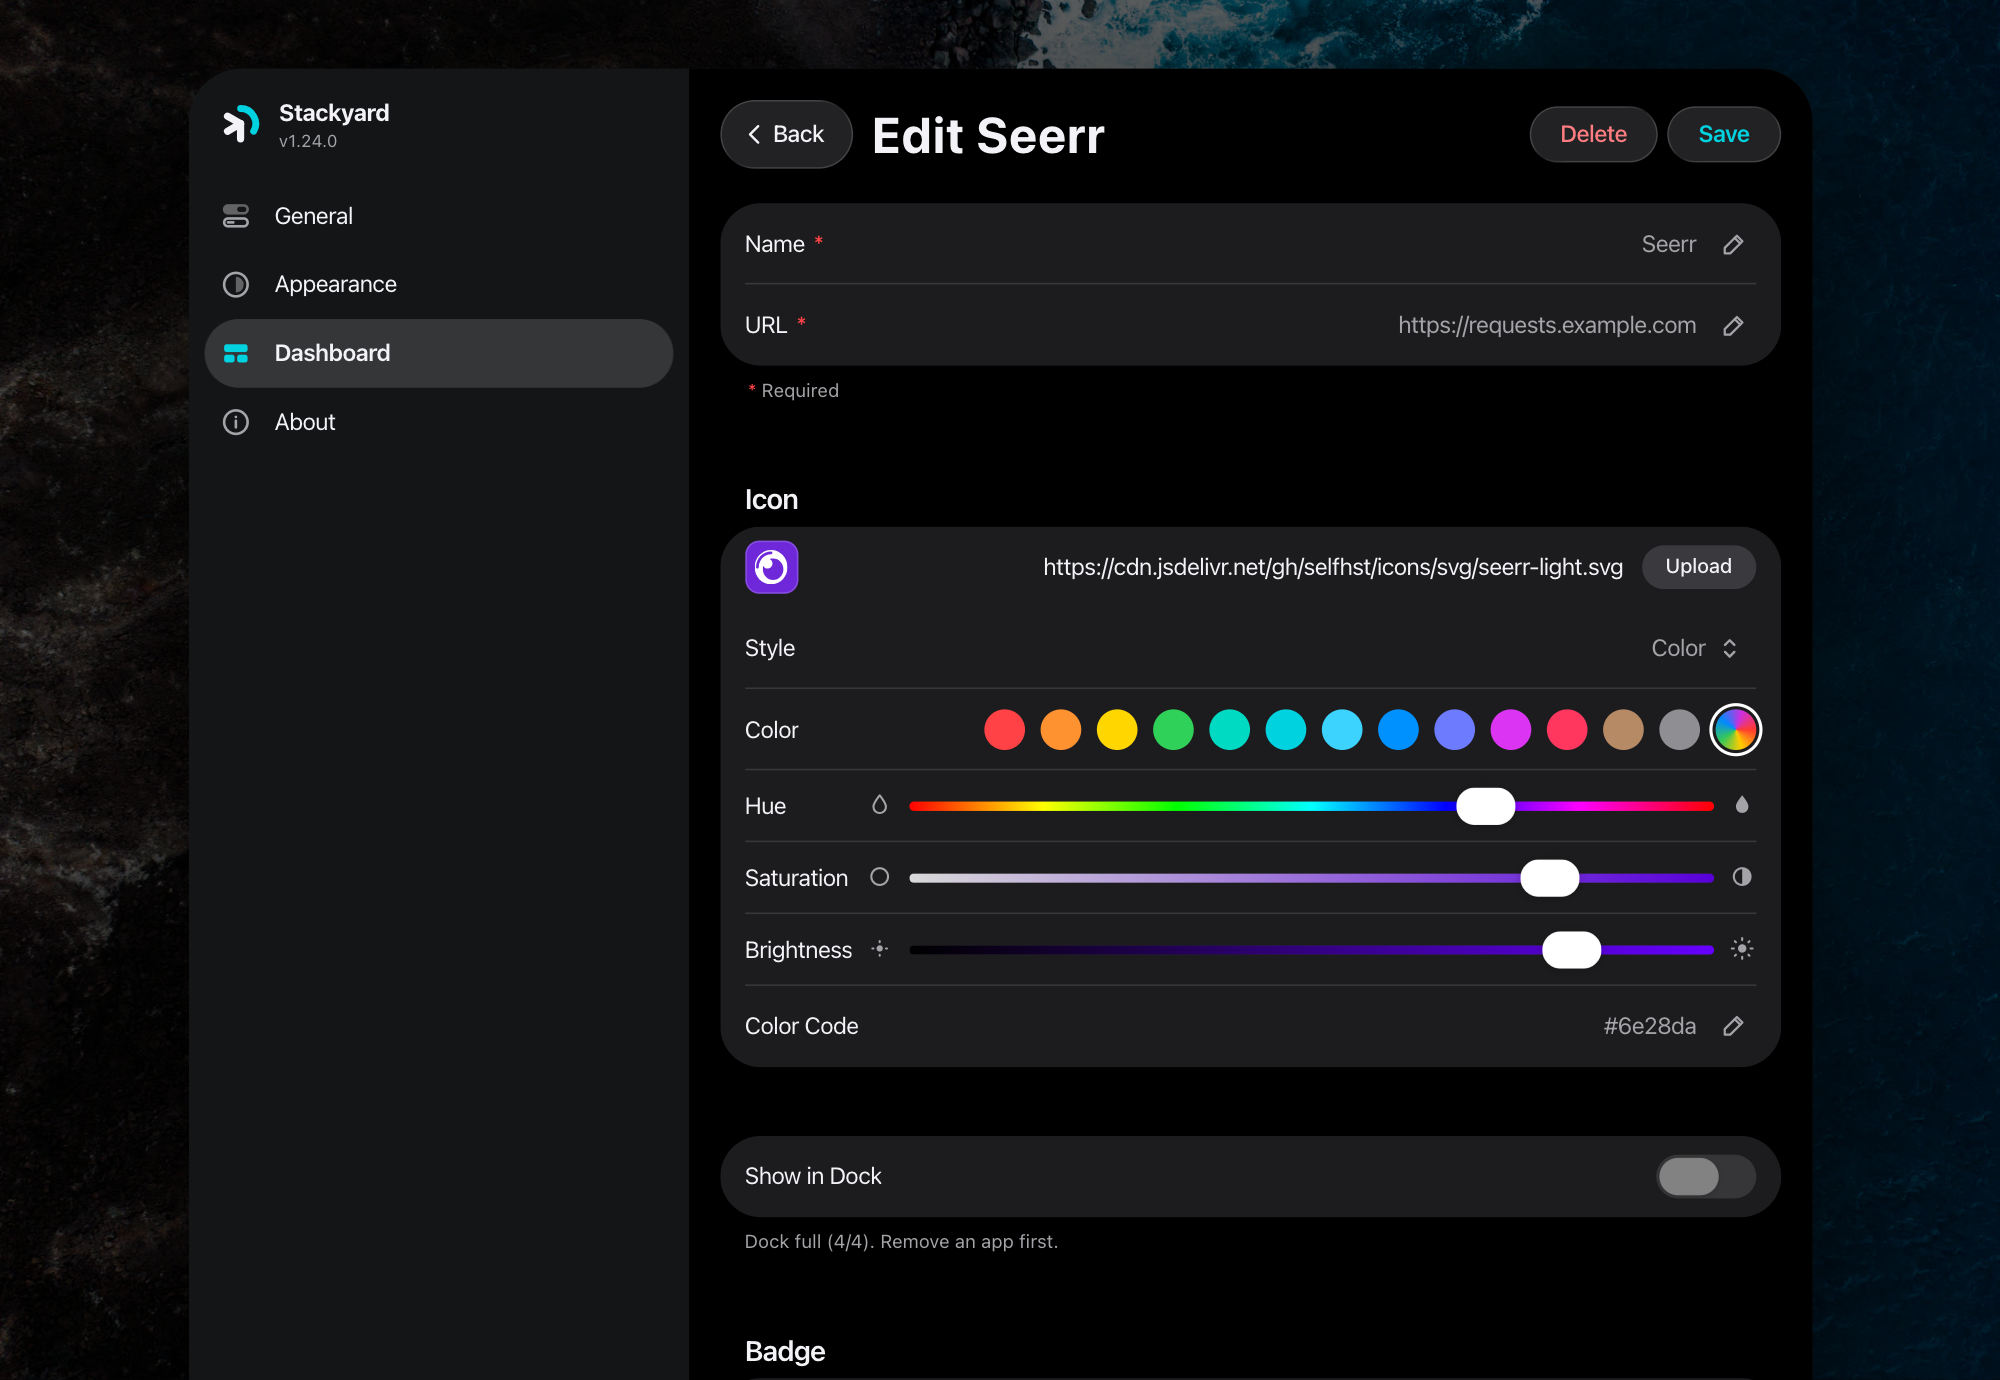 Stackyard
v1.24.0
General
Appearance
Dashboard
About
Back
Edit Seerr
Delete
Save
Name *
Seerr
URL *
https://requests.example.com
* Required
Icon
https://cdn.jsdelivr.net/gh/selfhst/icons/svg/seerr-light.svg
Upload
Style
Color
Color
Hue
Saturation
Brightness
Color Code
#6e28da
Show in Dock
Dock full (4/4). Remove an app first.
Badge